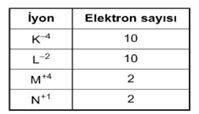 İyon Elektron sayısı
K⁻⁴ 10
L⁻² 10
M⁺⁴ 2
N⁺¹ 2